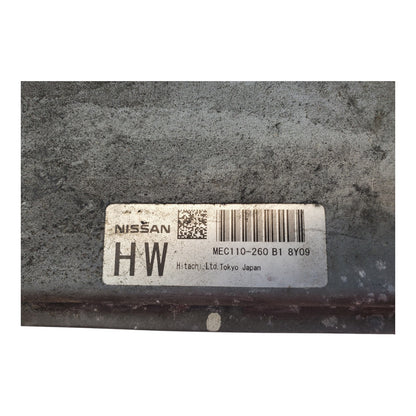 NISSAN
MEC110-260 B1 8Y09
HW
Hitachi,Ltd.Tokyo Japan